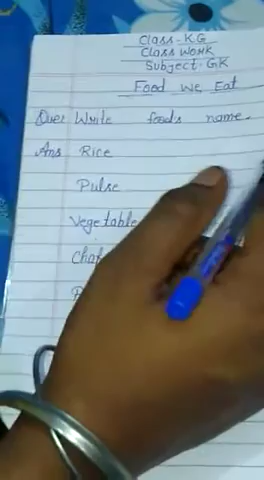 Class-KG
Class WORK
Subject-GK
Food We Eat
Ques Write foods name.
Ans Rice
Pulse
Vegetable